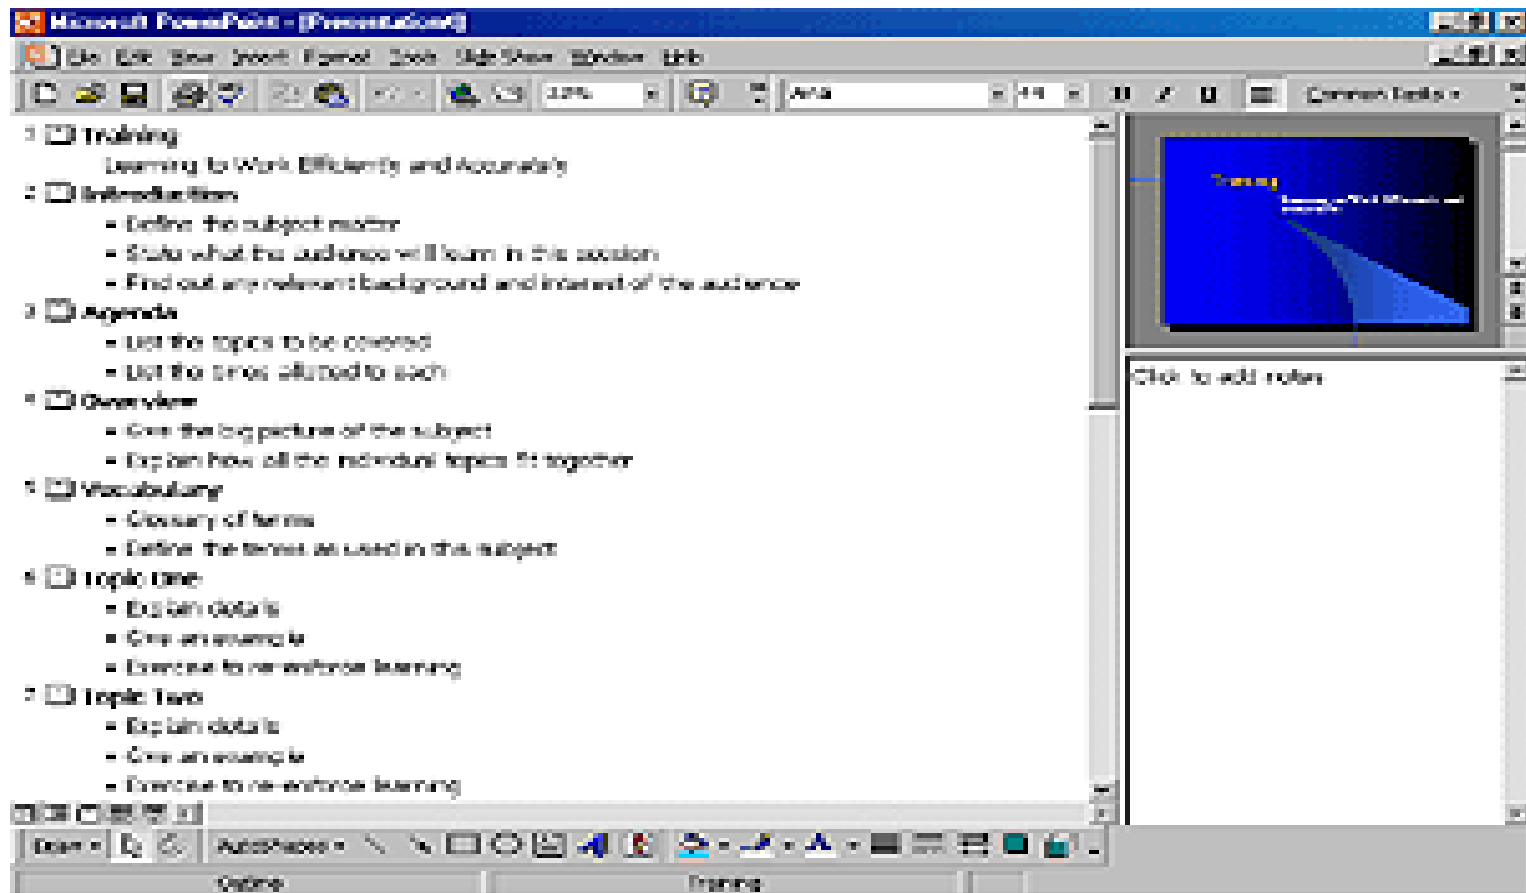 Microsoft PowerPoint - [Presentation4]
File Edit View Insert Format Tools Slide Show Window Help
33% Arial 44 B I U Common Tasks
1 Training
Learning to Work Efficiently and Accurately
2 Introduction
• Define the subject matter
• State what the audience will learn in this session
• Find out any relevant background and interest of the audience
3 Agenda
• List the topics to be covered
• List the times allotted to each
4 Overview
• Give the big picture of the subject
• Explain how all the individual topics fit together
5 Vocabulary
• Glossary of terms
• Define the terms as used in this subject
6 Topic One
• Explain details
• Give an example
• Exercise to re-enforce learning
7 Topic Two
• Explain details
• Give an example
• Exercise to re-enforce learning
Training
Click to add notes
Draw AutoShapes
Outline Training